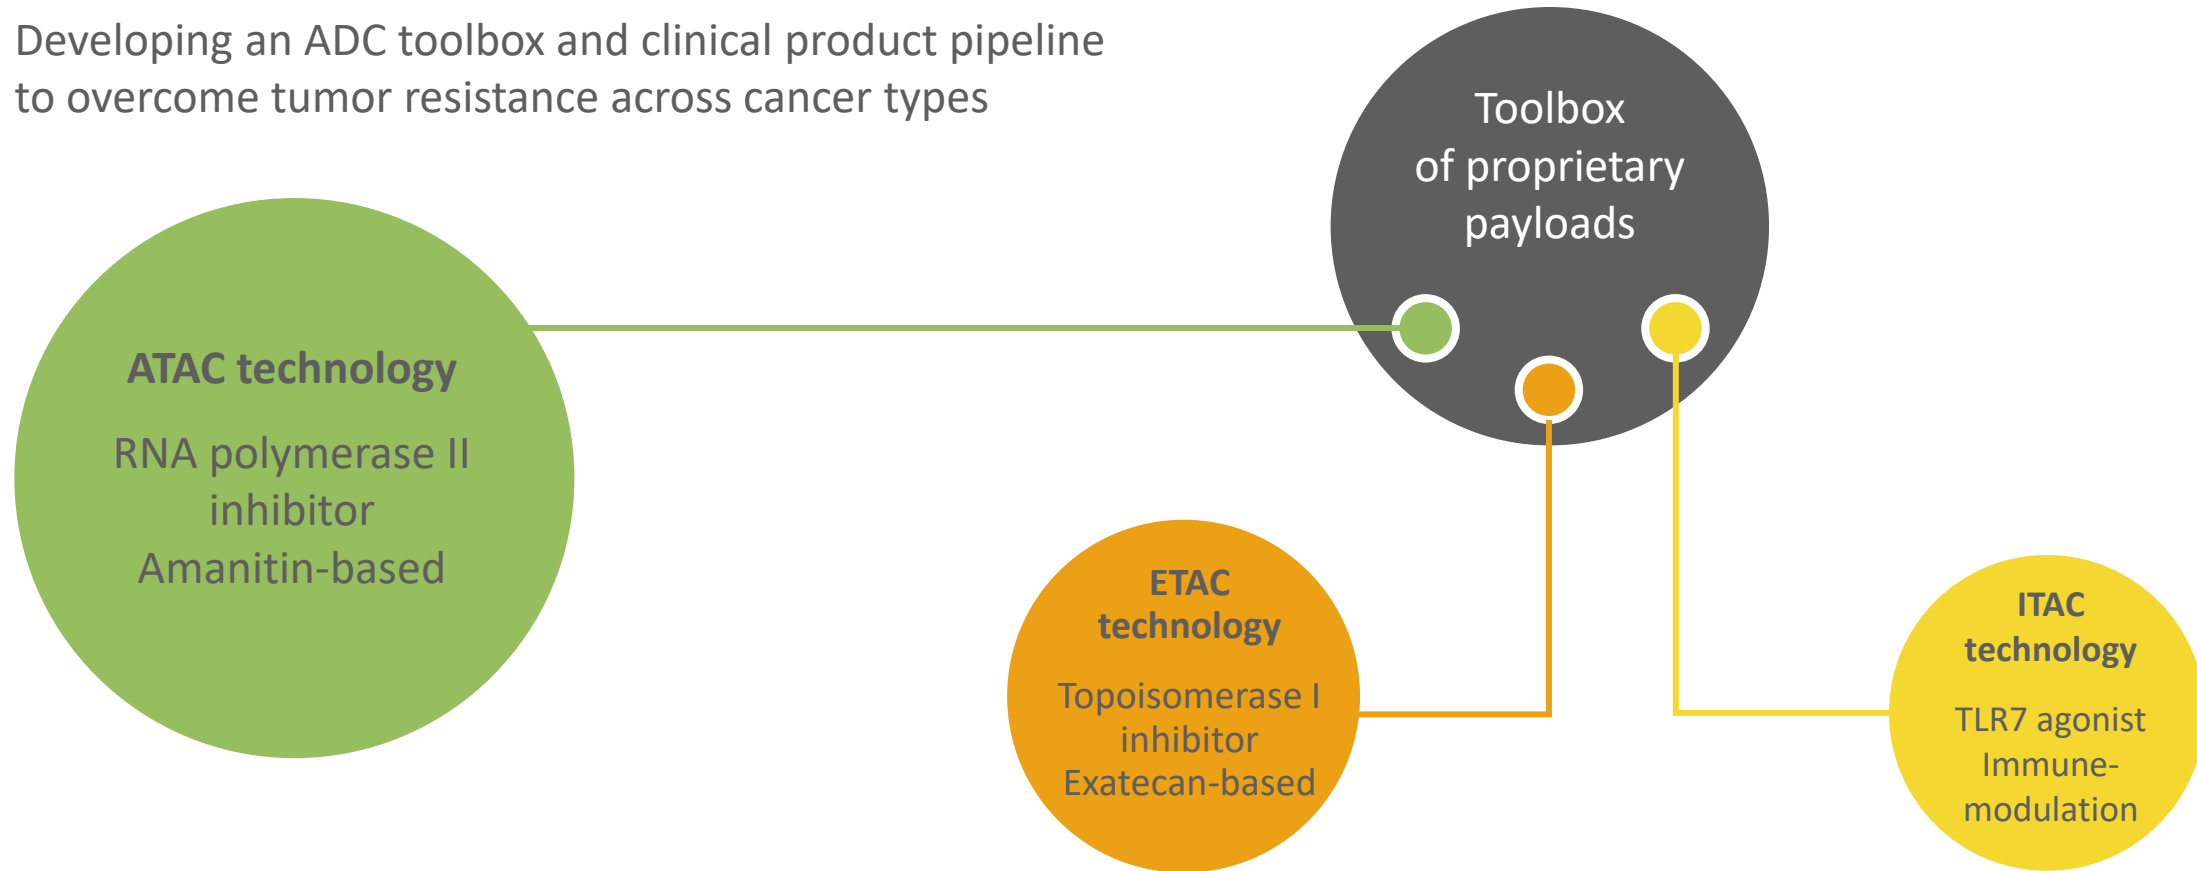 Developing an ADC toolbox and clinical product pipeline
to overcome tumor resistance across cancer types
Toolbox
of proprietary
payloads
ATAC technology
RNA polymerase II
inhibitor
Amanitin-based
ETAC
technology
Topoisomerase I
inhibitor
Exatecan-based
ITAC
technology
TLR7 agonist
Immune-
modulation